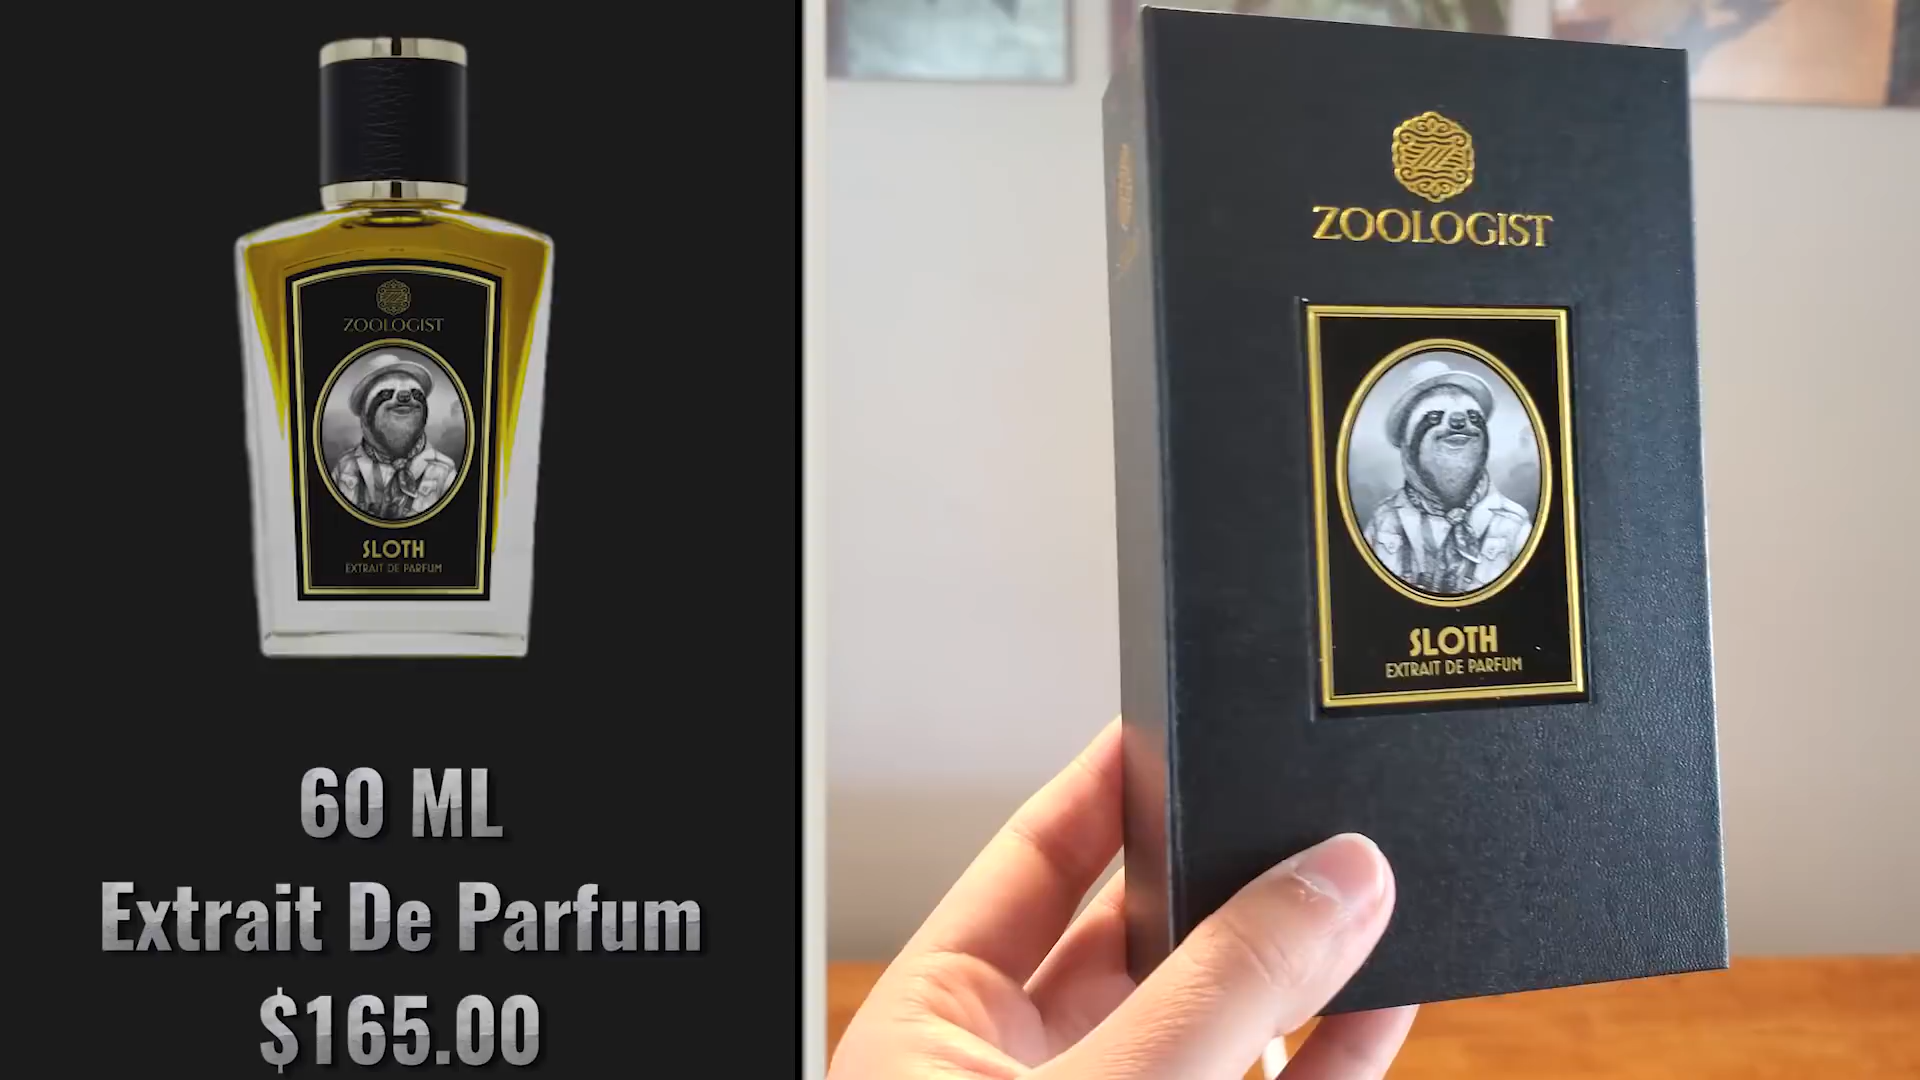 ZOOLOGIST
SLOTH
EXTRAIT DE PARFUM
60 ML
Extrait De Parfum
$165.00
ZOOLOGIST
SLOTH
EXTRAIT DE PARFUM